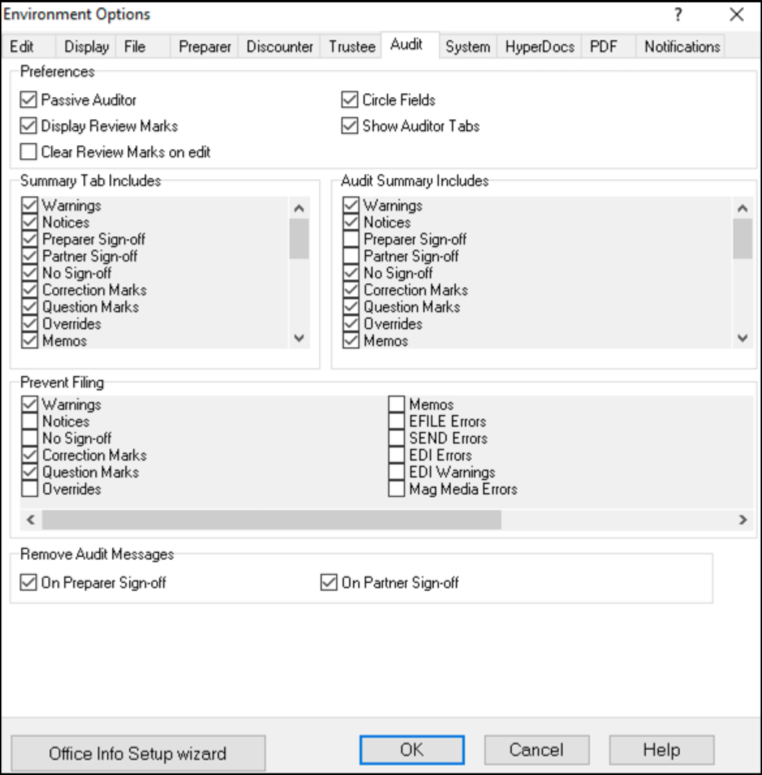 Environment Options ?
Edit Display File Preparer Discounter Trustee Audit System HyperDocs PDF Notifications
Preferences
Passive Auditor Circle Fields
Display Review Marks Show Auditor Tabs
Clear Review Marks on edit
Summary Tab Includes Audit Summary Includes
Warnings Warnings
Notices Notices
Preparer Sign-off Preparer Sign-off
Partner Sign-off Partner Sign-off
No Sign-off No Sign-off
Correction Marks Correction Marks
Question Marks Question Marks
Overrides Overrides
Memos Memos
Prevent Filing
Warnings Memos
Notices EFILE Errors
No Sign-off SEND Errors
Correction Marks EDI Errors
Question Marks EDI Warnings
Overrides Mag Media Errors
Remove Audit Messages
On Preparer Sign-off On Partner Sign-off
Office Info Setup wizard OK Cancel Help